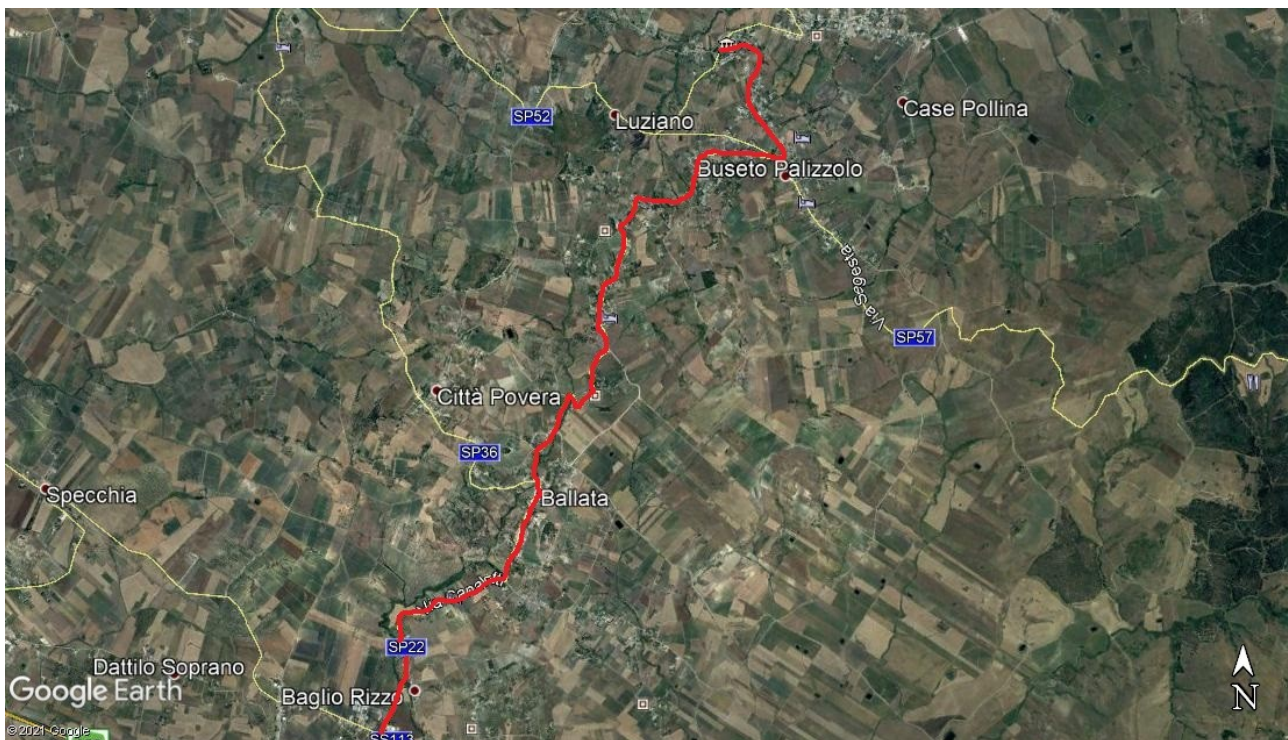 SP52
Luziano
Case Pollina
Buseto Palizzolo
Via Segesta
SP57
Città Povera
SP36
Specchia
Ballata
SP22
Dattilo Soprano
Google Earth
Baglio Rizzo
N
SS113
©2021 Google